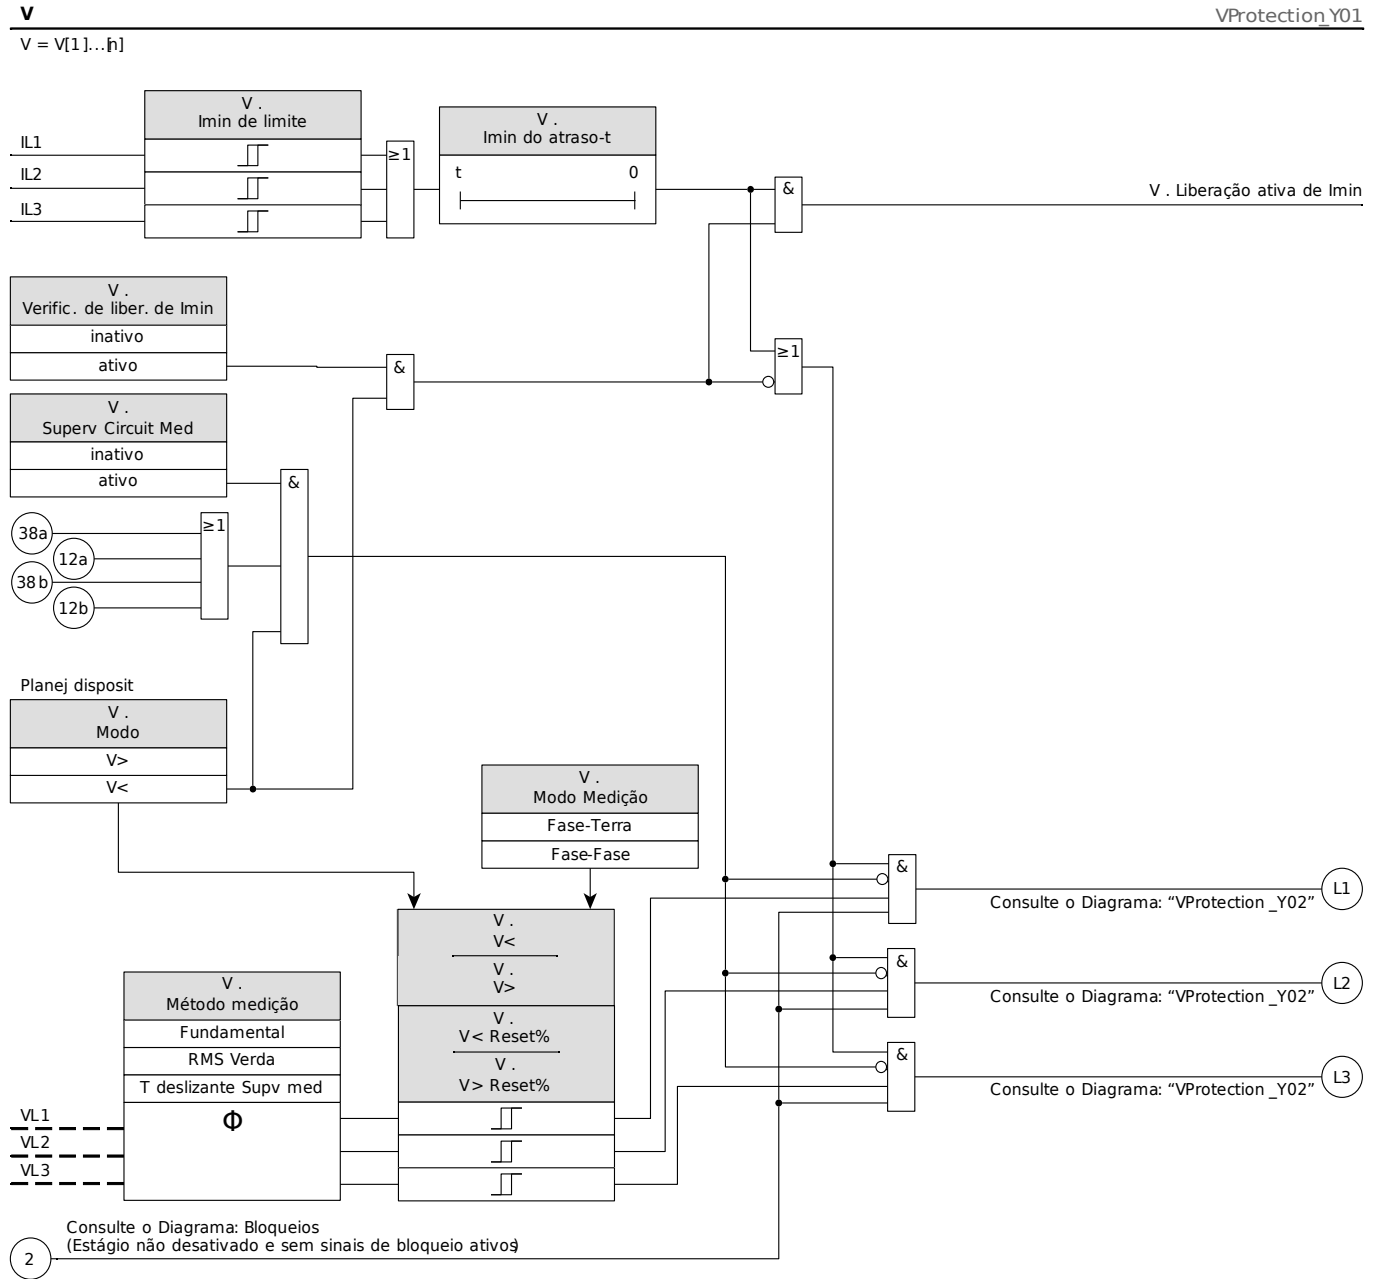 V
VProtection_Y01
V = V[1]...[n]
V .
Imin de limite
IL1
IL2
IL3
≥1
V .
Imin do atraso-t
t
0
&
V . Liberação ativa de Imin
V .
Verific. de liber. de Imin
inativo
ativo
&
≥1
V .
Superv Circuit Med
inativo
ativo
&
≥1
38a
12a
38b
12b
Planej disposit
V .
Modo
V>
V<
V .
Modo Medição
Fase-Terra
Fase-Fase
&
L1
Consulte o Diagrama: “VProtection _Y02”
V .
V<
V .
V>
&
L2
Consulte o Diagrama: “VProtection _Y02”
V .
Método medição
Fundamental
RMS Verda
T deslizante Supv med
Φ
V .
V< Reset%
V .
V> Reset%
&
L3
Consulte o Diagrama: “VProtection _Y02”
VL1
VL2
VL3
Consulte o Diagrama: Bloqueios
(Estágio não desativado e sem sinais de bloqueio ativos)
2